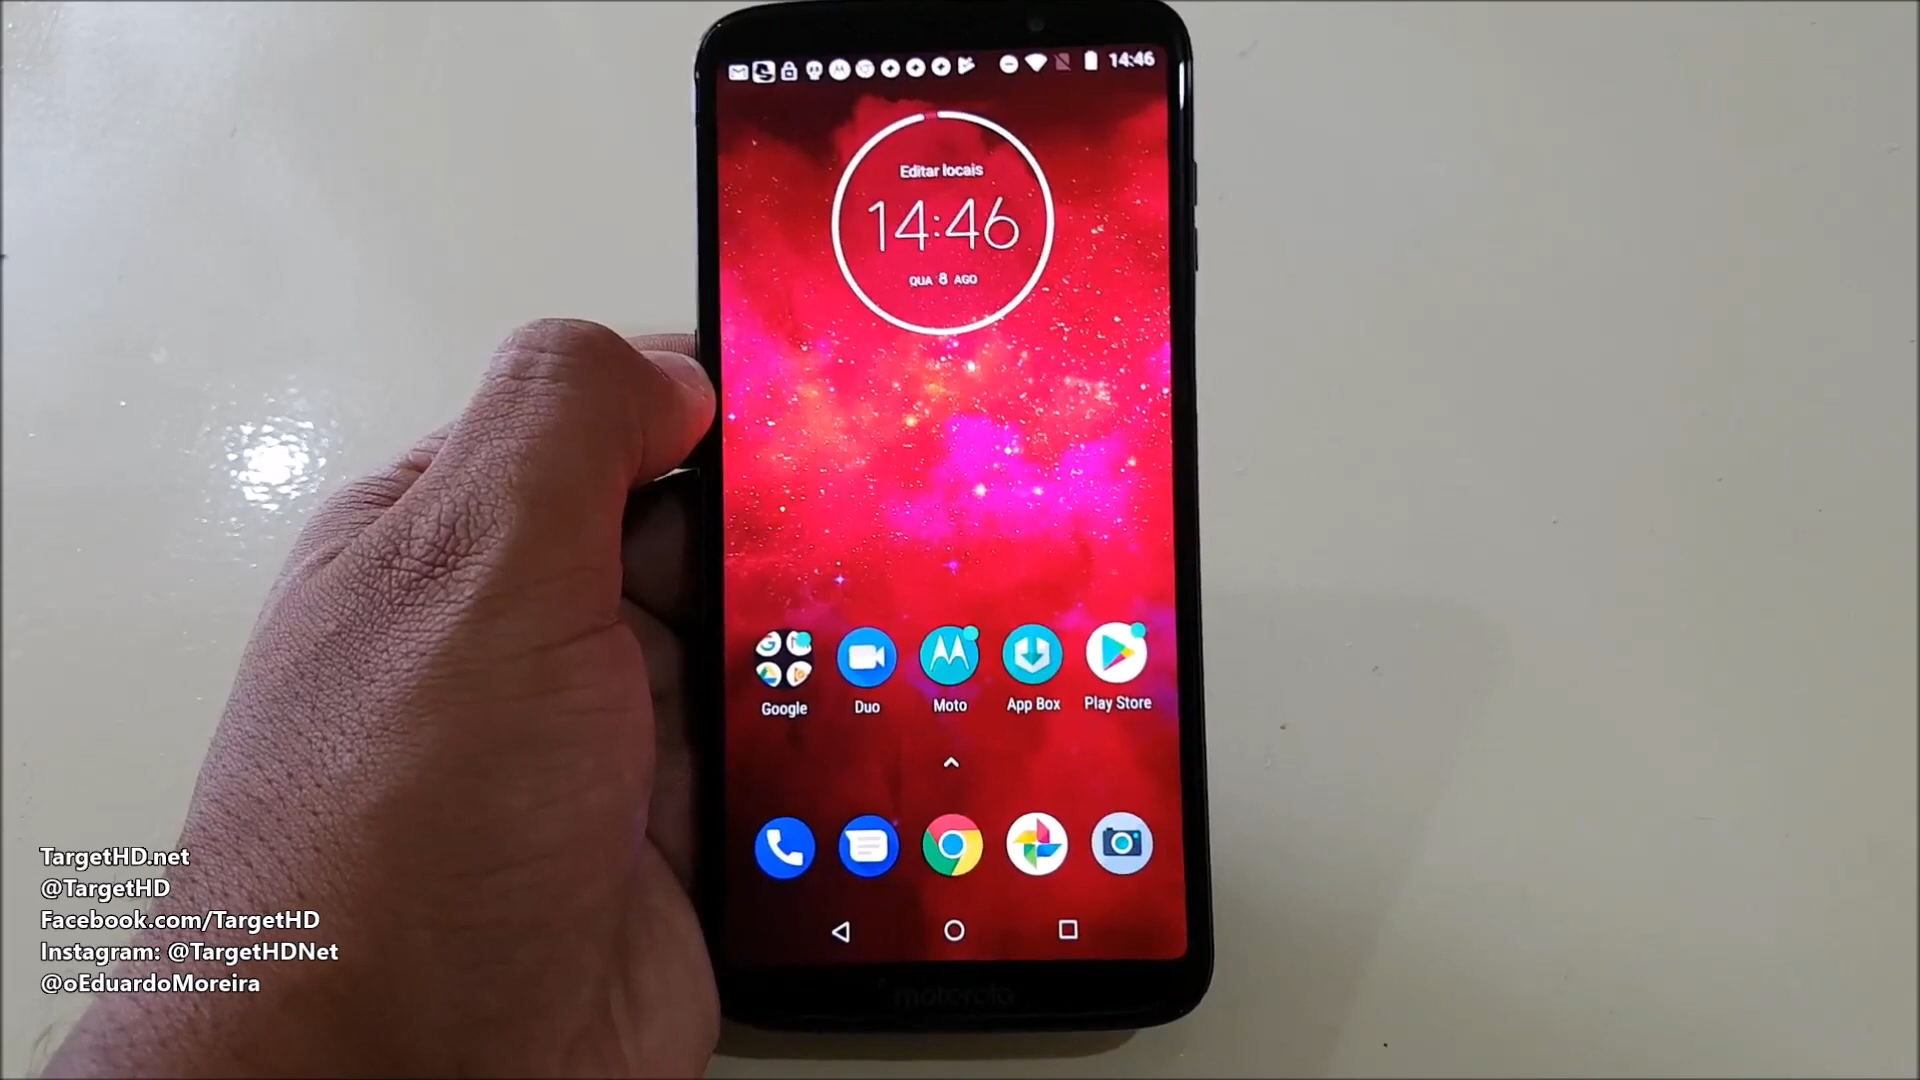 14:46
Editar locais
14:46
QUA 8 AGO
Google Duo Moto App Box Play Store
motorola
TargetHD.net
@TargetHD
Facebook.com/TargetHD
Instagram: @TargetHDNet
@oEduardoMoreira